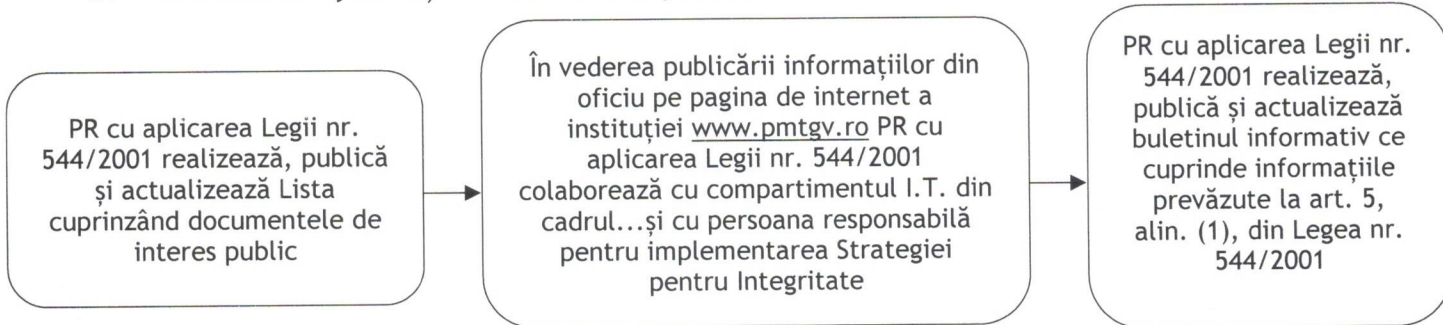 PR cu aplicarea Legii nr.
544/2001 realizează, publică
și actualizează Lista
cuprinzând documentele de
interes public
În vederea publicării informațiilor din
oficiu pe pagina de internet a
instituției www.pmtgv.ro PR cu
aplicarea Legii nr. 544/2001
colaborează cu compartimentul I.T. din
cadrul...și cu persoana responsabilă
pentru implementarea Strategiei
pentru Integritate
PR cu aplicarea Legii nr.
544/2001 realizează,
publică și actualizează
buletinul informativ ce
cuprinde informațiile
prevăzute la art. 5,
alin. (1), din Legea nr.
544/2001